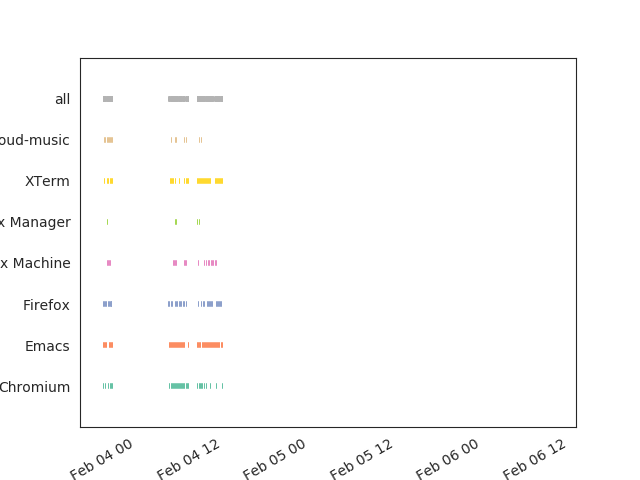 all
oud-music
XTerm
x Manager
x Machine
Firefox
Emacs
Chromium
Feb 04 00
Feb 04 12
Feb 05 00
Feb 05 12
Feb 06 00
Feb 06 12